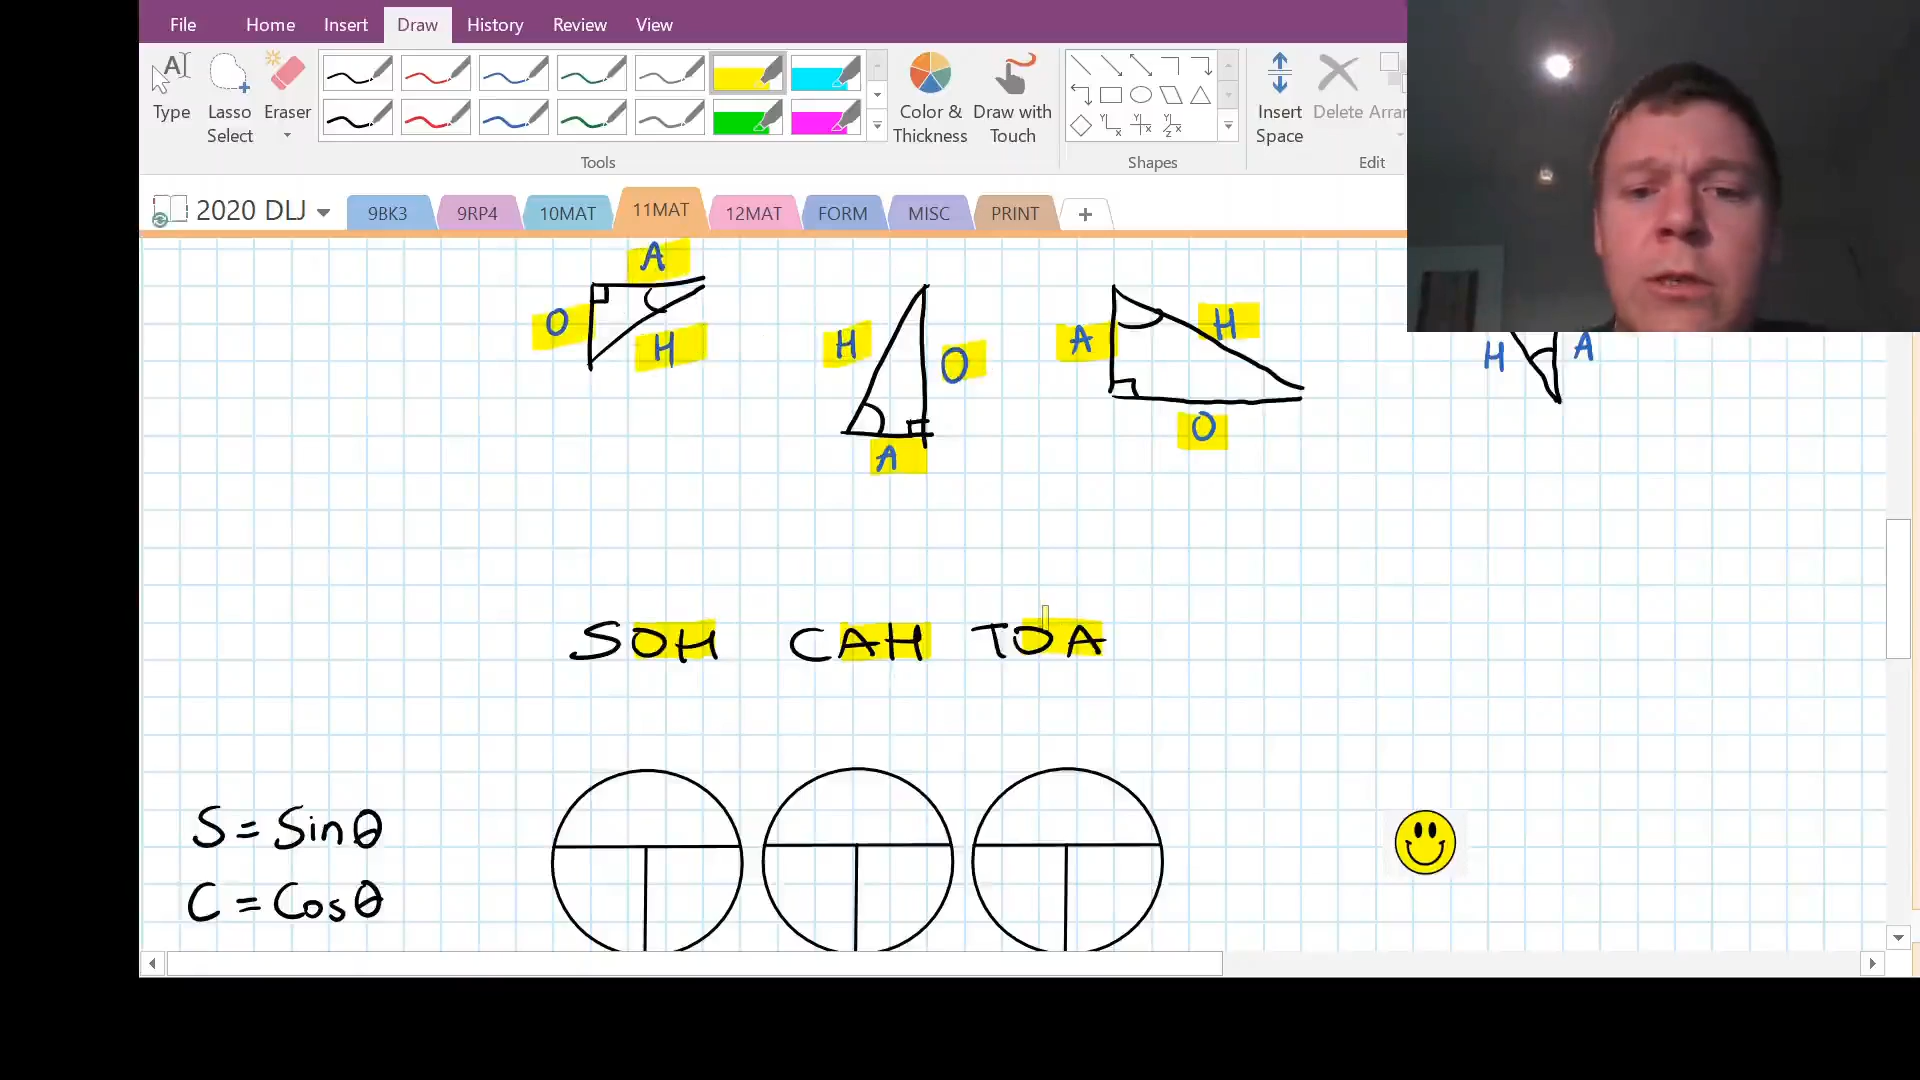 File Home Insert Draw History Review View
Type Lasso Select Eraser
Color & Thickness Draw with Touch
Insert Space Delete Arran
Tools Shapes Edit
2020 DLJ 9BK3 9RP4 10MAT 11MAT 12MAT FORM MISC PRINT +
A
O H
H O A
A H O
H A
SOH CAH TOA
S = Sinθ
C = Cosθ